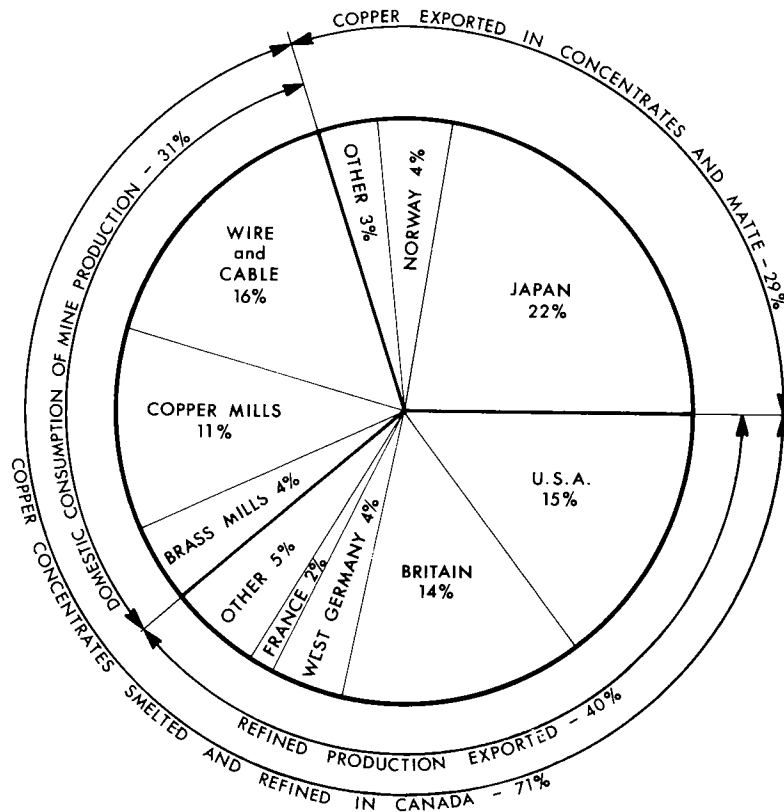 COPPER EXPORTED IN CONCENTRATES AND MATTE - 29%
DOMESTIC CONSUMPTION OF MINE PRODUCTION - 31%
COPPER CONCENTRATES SMELTED AND REFINED IN CANADA - 71%
REFINED PRODUCTION EXPORTED - 40%
OTHER 3%
NORWAY 4%
JAPAN
22%
WIRE
and
CABLE
16%
COPPER MILLS
11%
BRASS MILLS 4%
OTHER 5%
FRANCE 2%
WEST GERMANY 4%
BRITAIN
14%
U.S.A.
15%